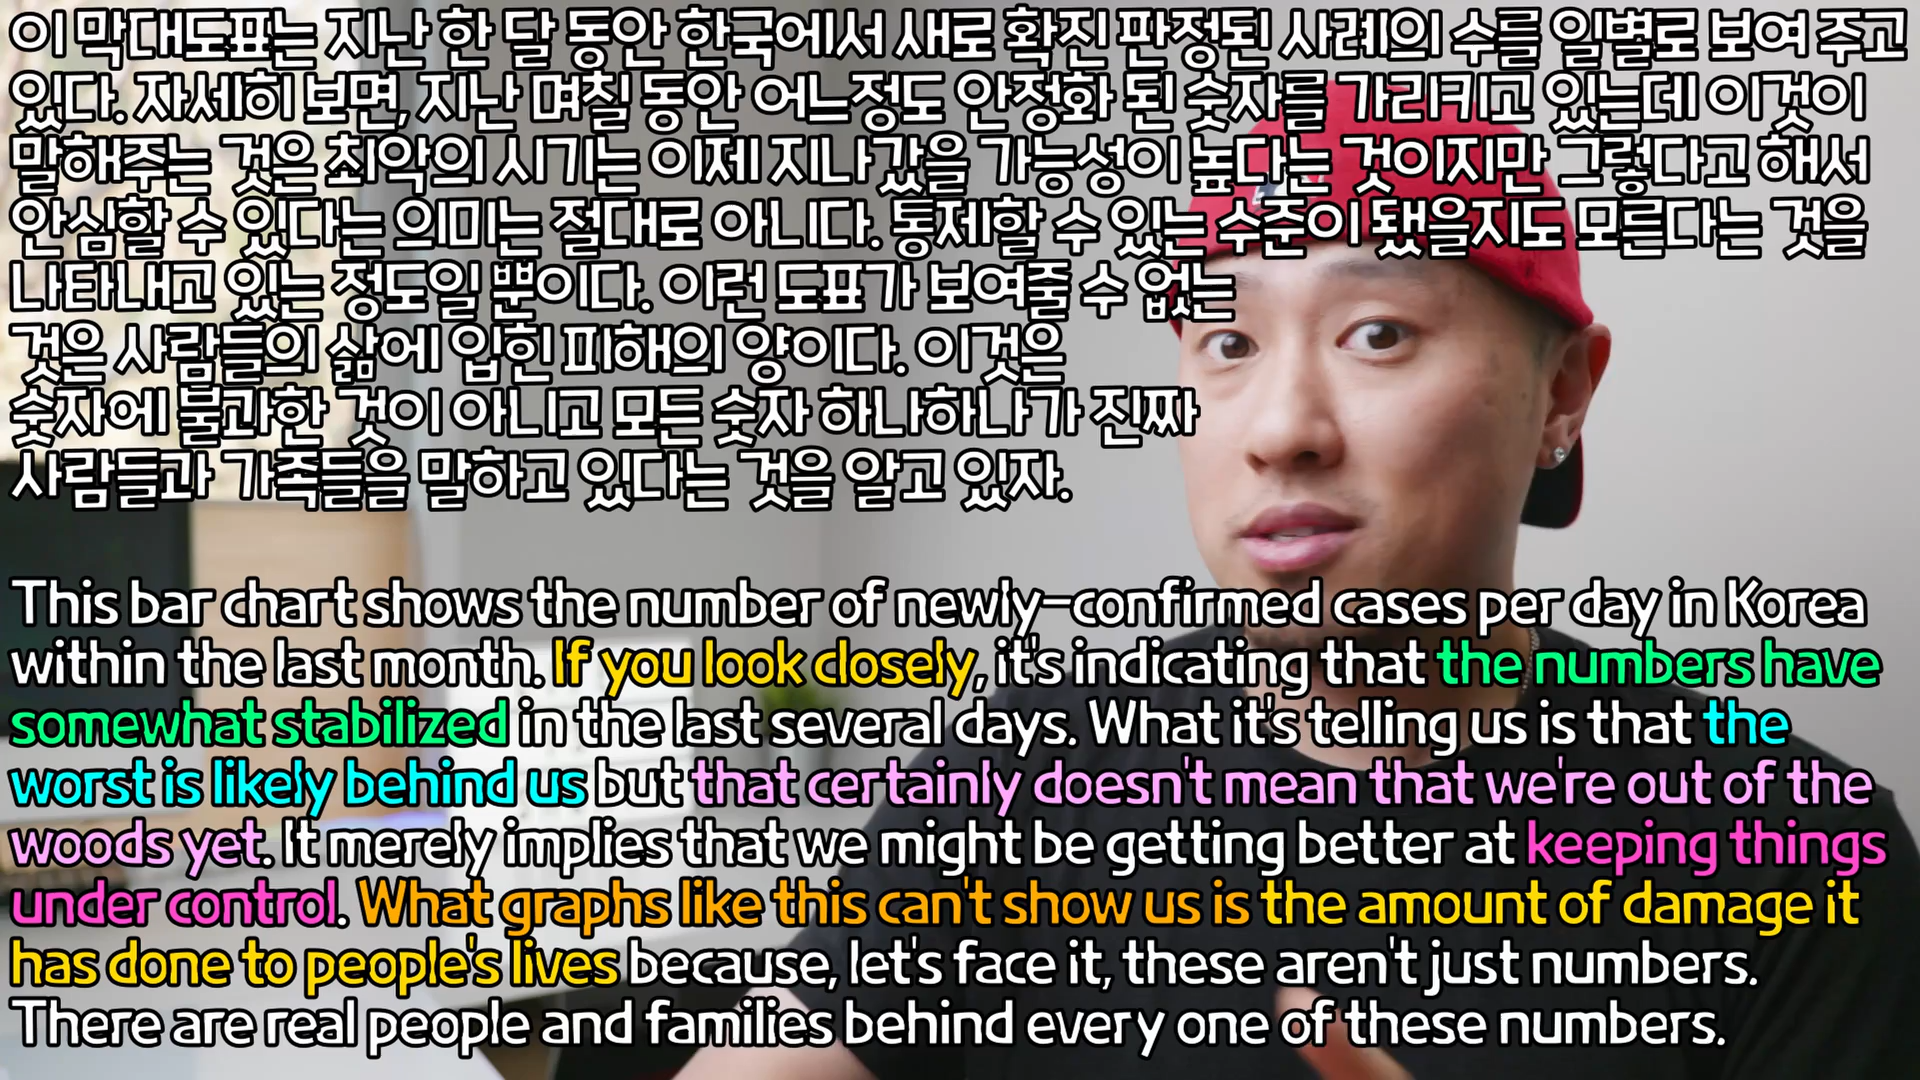 이 막대도표는 지난 한 달 동안 한국에서 새로 확진 판정된 사례의 수를 일별로 보여 주고
있다. 자세히 보면, 지난 며칠 동안 어느정도 안정화 된 숫자를 가리키고 있는데 이것이
말해주는 것은 최악의 시기는 이제 지나갔을 가능성이 높다는 것이지만 그렇다고 해서
안심할 수 있다는 의미는 절대로 아니다. 통제할 수 있는 수준이 됐을지도 모른다는 것을
나타내고 있는 정도일 뿐이다. 이런 도표가 보여줄 수 없는
것은 사람들의 삶에 입힌 피해의 양이다. 이것은
숫자에 불과한 것이 아니고 모든 숫자 하나하나가 진짜
사람들과 가족들을 말하고 있다는 것을 알고 있자.
This bar chart shows the number of newly-confirmed cases per day in Korea
within the last month. If you look closely, it's indicating that the numbers have
somewhat stabilized in the last several days. What it's telling us is that the
worst is likely behind us but that certainly doesn't mean that we're out of the
woods yet. It merely implies that we might be getting better at keeping things
under control. What graphs like this can't show us is the amount of damage it
has done to people's lives because, let's face it, these aren't just numbers.
There are real people and families behind every one of these numbers.